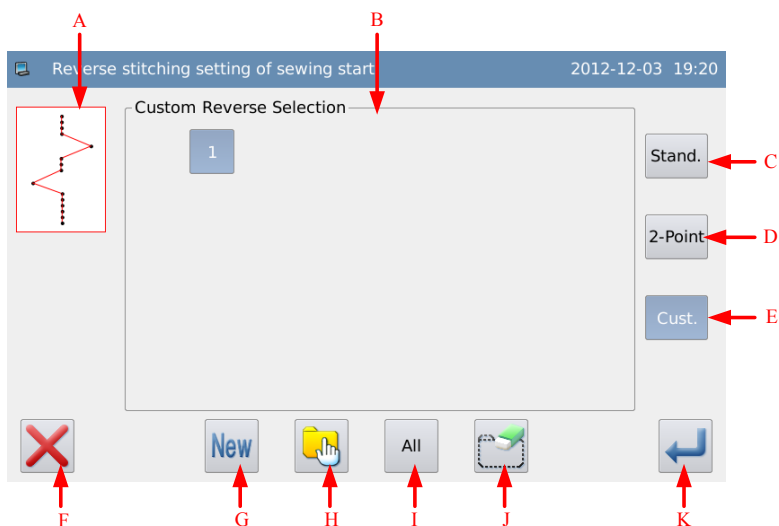 A
B
Reverse stitching setting of sewing start
2012-12-03 19:20
Custom Reverse Selection
1
Stand.
C
2-Point
D
Cust.
E
New
All
F
G
H
I
J
K